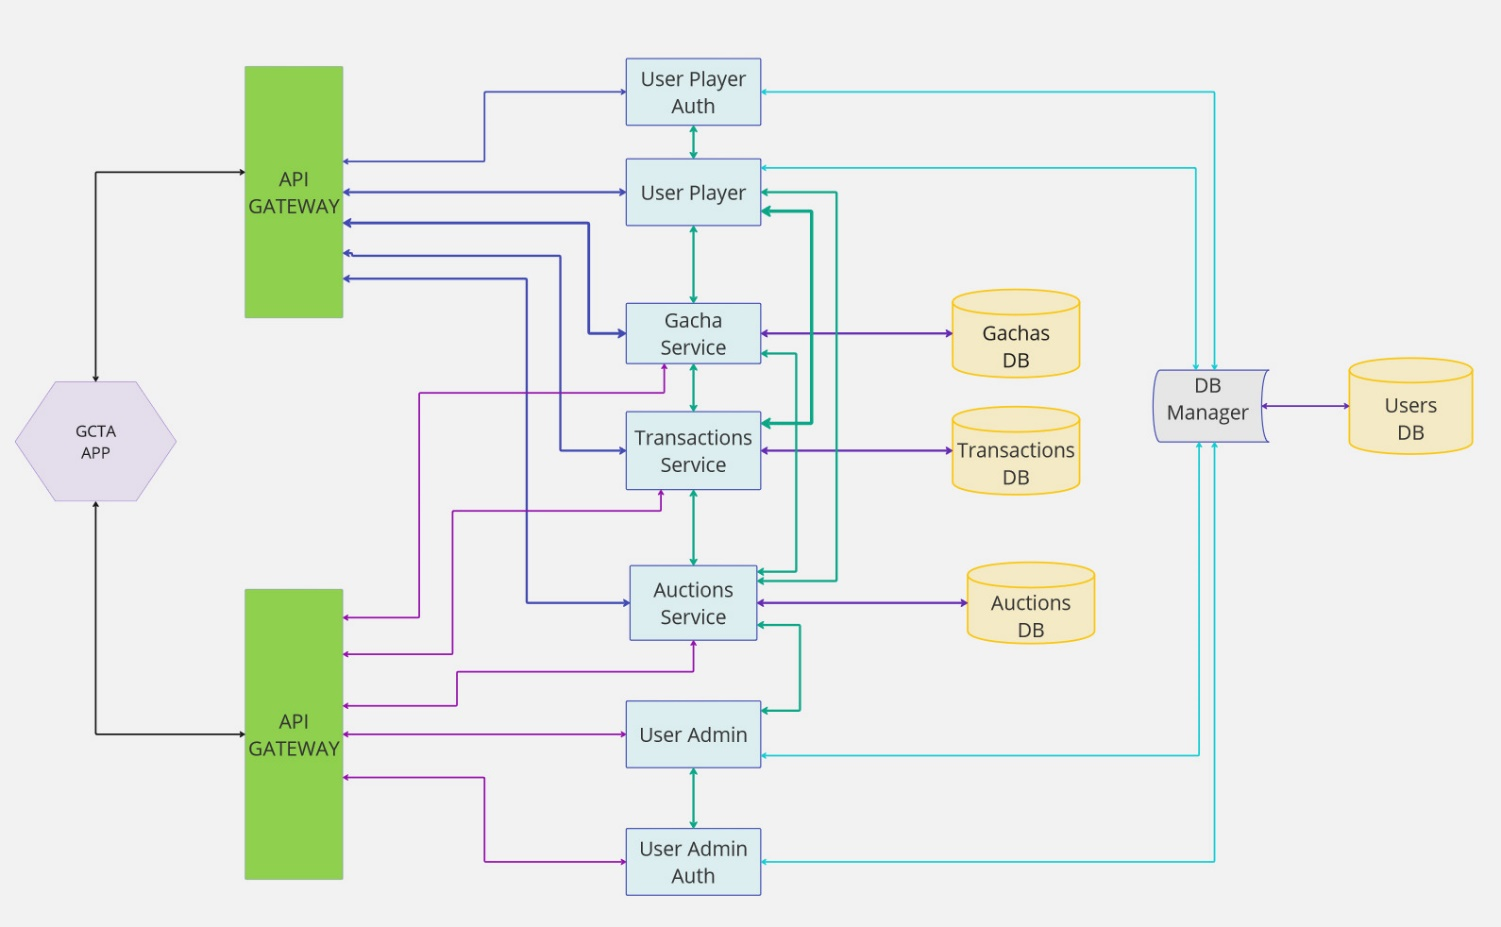 User Player
Auth
API
GATEWAY
User Player
Gacha
Service
Gachas
DB
DB
Manager
Users
DB
GCTA
APP
Transactions
Service
Transactions
DB
Auctions
Service
Auctions
DB
API
GATEWAY
User Admin
User Admin
Auth